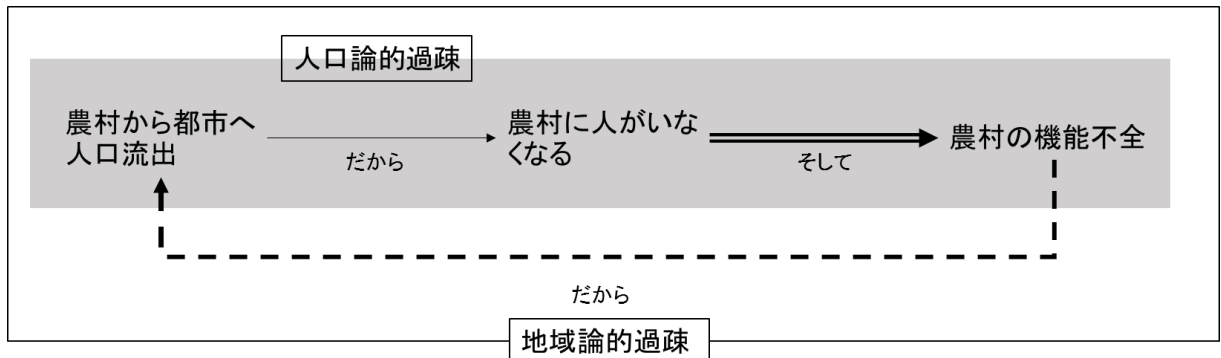 人口論的過疎
農村から都市へ
人口流出
だから
農村に人がいな
くなる
そして
農村の機能不全
だから
地域論的過疎